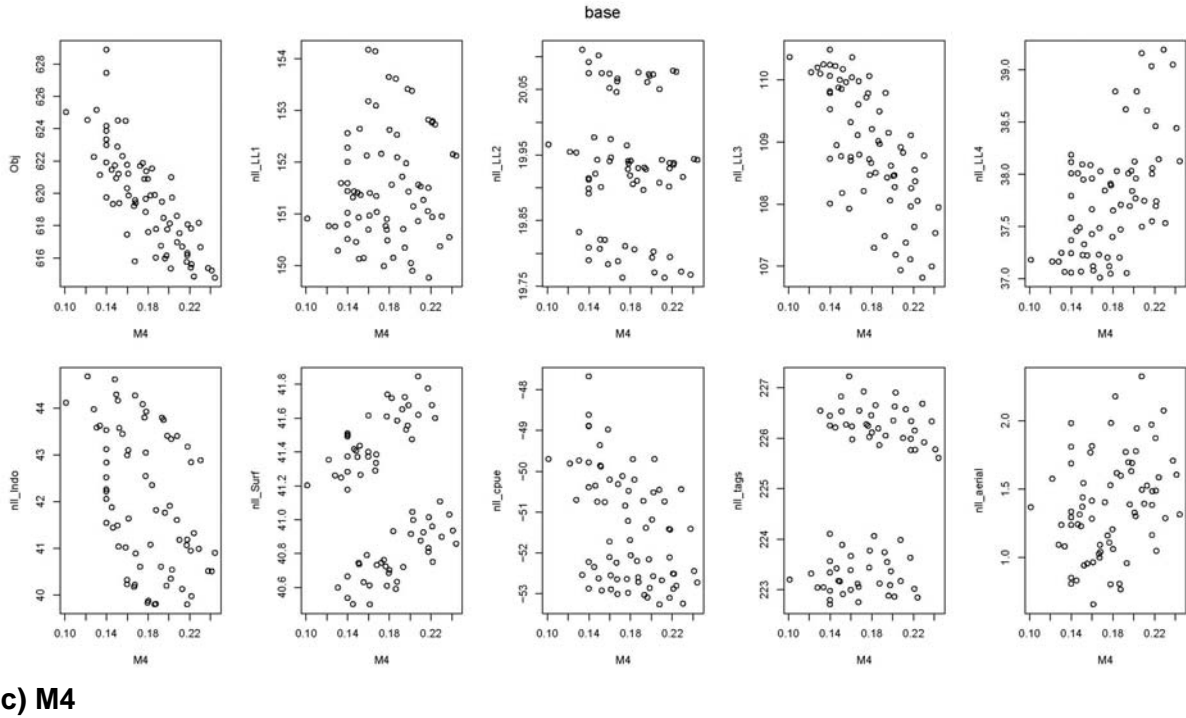 base
Obj
628
626
624
622
620
618
616
0.10 0.14 0.18 0.22
M4
nll_LL1
154
153
152
151
150
0.10 0.14 0.18 0.22
M4
nll_LL2
20.05
19.95
19.85
19.75
0.10 0.14 0.18 0.22
M4
nll_LL3
110
109
108
107
0.10 0.14 0.18 0.22
M4
nll_LL4
39.0
38.5
38.0
37.5
37.0
0.10 0.14 0.18 0.22
M4
nll_Indo
44
43
42
41
40
0.10 0.14 0.18 0.22
M4
nll_Surf
41.8
41.6
41.4
41.2
41.0
40.8
40.6
0.10 0.14 0.18 0.22
M4
nll_cpue
−48
−49
−50
−51
−52
−53
0.10 0.14 0.18 0.22
M4
nll_tags
227
226
225
224
223
0.10 0.14 0.18 0.22
M4
nll_aerial
2.0
1.5
1.0
0.10 0.14 0.18 0.22
M4
c) M4